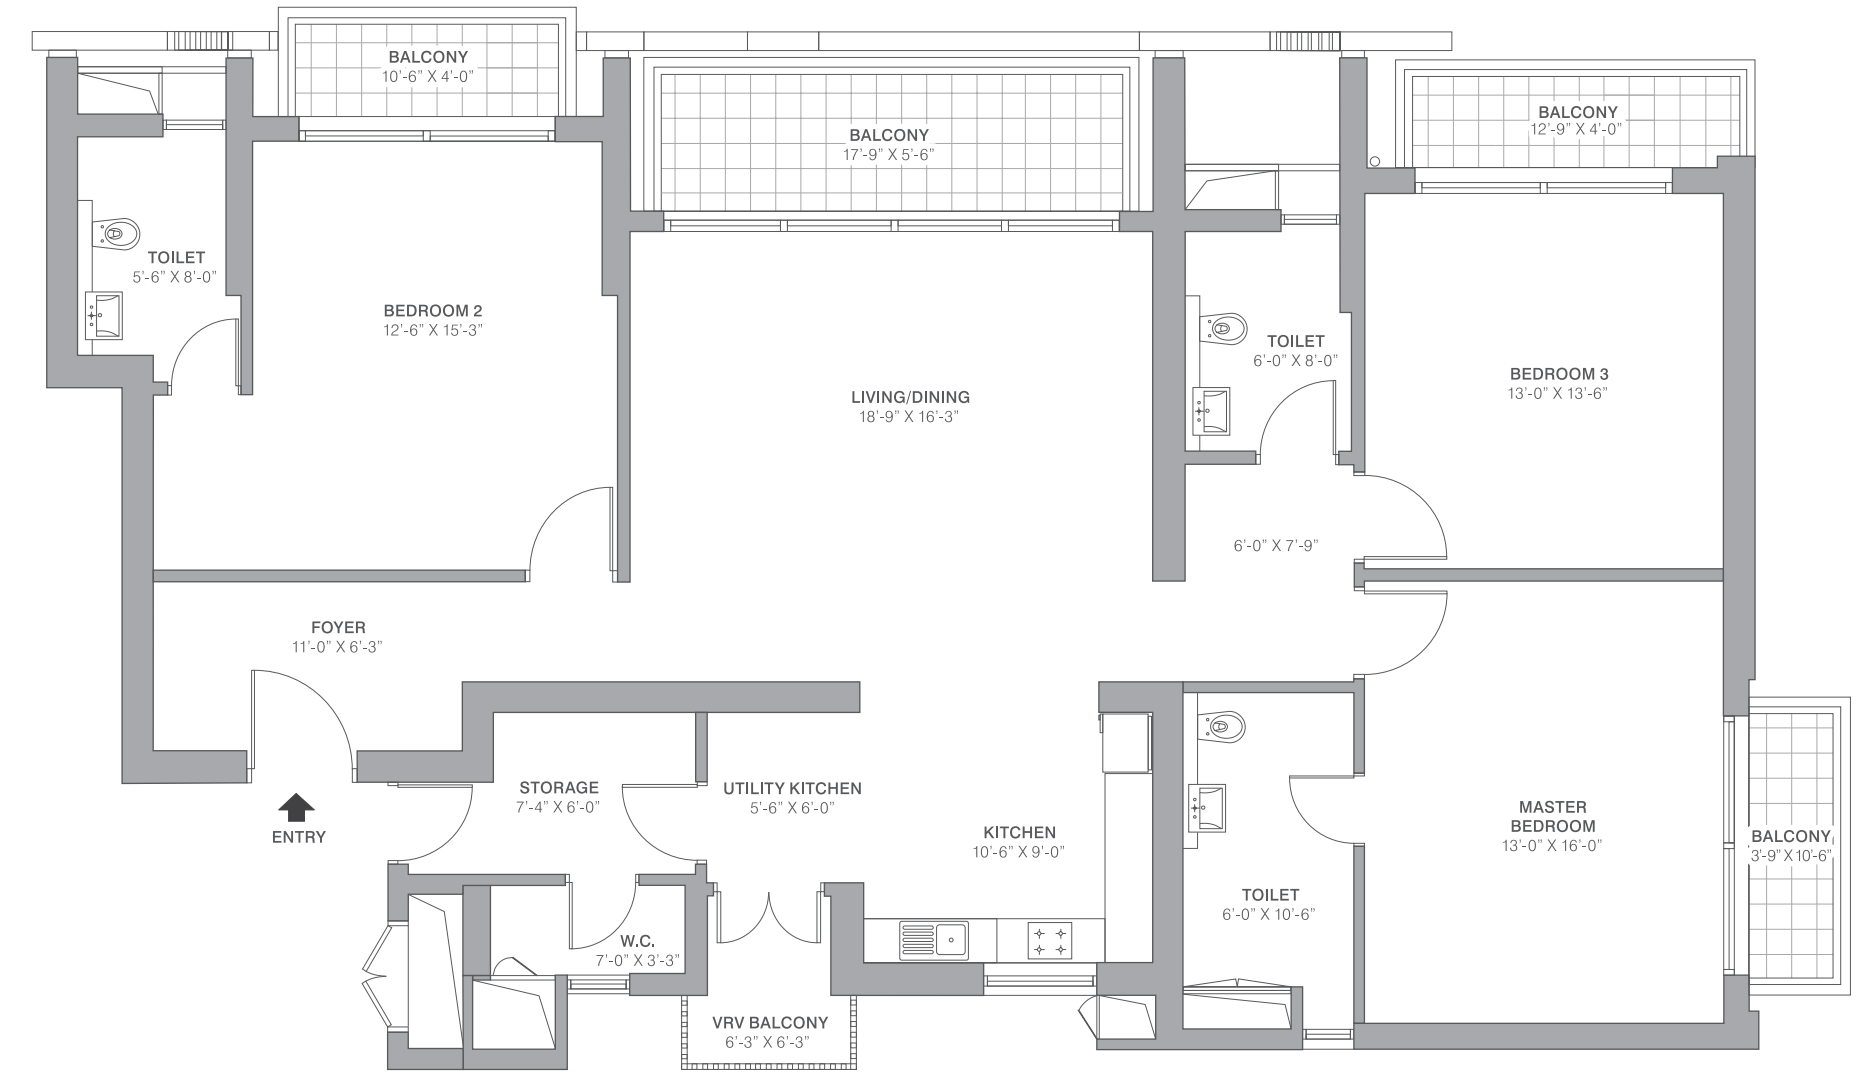 BALCONY
10'-6" X 4'-0"
BALCONY
17'-9" X 5'-6"
BALCONY
12'-9" X 4'-0"
TOILET
5'-6" X 8'-0"
BEDROOM 2
12'-6" X 15'-3"
TOILET
6'-0" X 8'-0"
BEDROOM 3
13'-0" X 13'-6"
LIVING/DINING
18'-9" X 16'-3"
6'-0" X 7'-9"
FOYER
11'-0" X 6'-3"
ENTRY
STORAGE
7'-4" X 6'-0"
UTILITY KITCHEN
5'-6" X 6'-0"
KITCHEN
10'-6" X 9'-0"
MASTER
BEDROOM
13'-0" X 16'-0"
BALCONY
3'-9" X 10'-6"
TOILET
6'-0" X 10'-6"
W.C.
7'-0" X 3'-3"
VRV BALCONY
6'-3" X 6'-3"